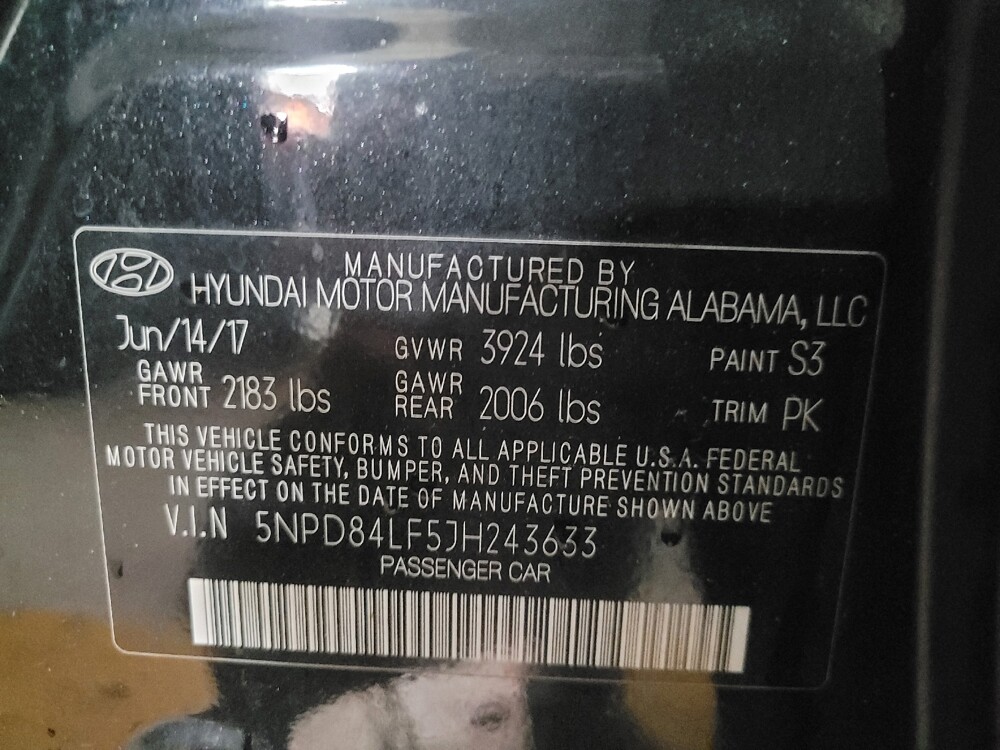 MANUFACTURED BY
HYUNDAI MOTOR MANUFACTURING ALABAMA, LLC
Jun/14/17 GVWR 3924 lbs PAINT S3
GAWR FRONT 2183 lbs GAWR REAR 2006 lbs TRIM PK
THIS VEHICLE CONFORMS TO ALL APPLICABLE U.S.A. FEDERAL
MOTOR VEHICLE SAFETY, BUMPER, AND THEFT PREVENTION STANDARDS
IN EFFECT ON THE DATE OF MANUFACTURE SHOWN ABOVE
V.I.N 5NPD84LF5JH243633
PASSENGER CAR